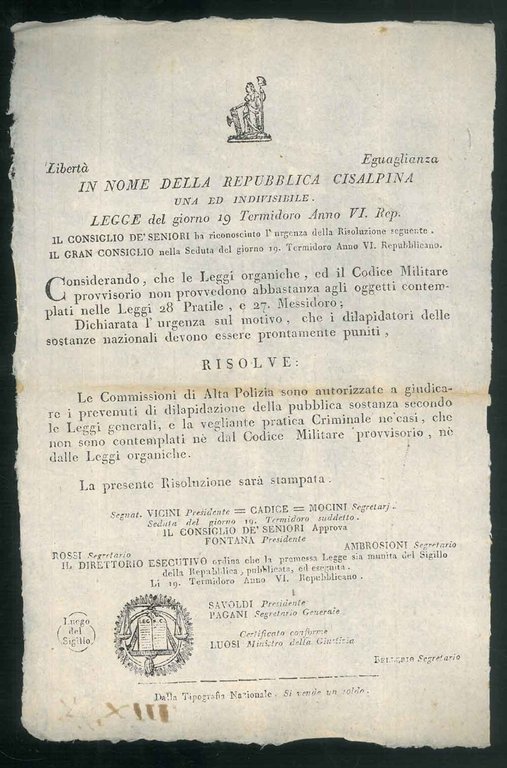 Libertà Eguaglianza
IN NOME DELLA REPUBBLICA CISALPINA
UNA ED INDIVISIBILE.
LEGGE del giorno 19 Termidoro Anno VI. Rep.
IL CONSIGLIO DE' SENIORI ha riconosciuto l'urgenza della Risoluzione seguente.
IL GRAN CONSIGLIO nella Seduta del giorno 19. Termidoro Anno VI. Repubblicano.
Considerando, che le Leggi organiche, ed il Codice Militare
provvisorio non provvedono abbastanza agli oggetti contem-
plati nelle Leggi 28 Pratile, e 27. Messidoro;
Dichiarata l'urgenza sul motivo, che i dilapidatori delle
sostanze nazionali devono essere prontamente puniti,
RISOLVE:
Le Commissioni di Alta Polizia sono autorizzate a giudica-
re i prevenuti di dilapidazione della pubblica sostanza secondo
le Leggi generali, e la vegliante pratica Criminale ne' casi, che
non sono contemplati nè dal Codice Militare provvisorio, nè
dalle Leggi organiche.
La presente Risoluzione sarà stampata.
Segnat. VICINI Presidente = CADICE = MOCINI Segretarj.
Seduta del giorno 19. Termidoro suddetto.
IL CONSIGLIO DE' SENIORI Approva
FONTANA Presidente
ROSSI Segretario AMBROSIONI Segretario
IL DIRETTORIO ESECUTIVO ordina che la premessa Legge sia munita del Sigillo
della Repubblica, pubblicata, ed eseguita.
Li 19. Termidoro Anno VI. Repubblicano.
SAVOLDI Presidente
PAGANI Segretario Generale
Luogo
del
Sigillo
Certificato conforme
LUOSI Ministro della Giustizia
Segretario
Dalla Tipografia Nazionale. Si vende un soldo.